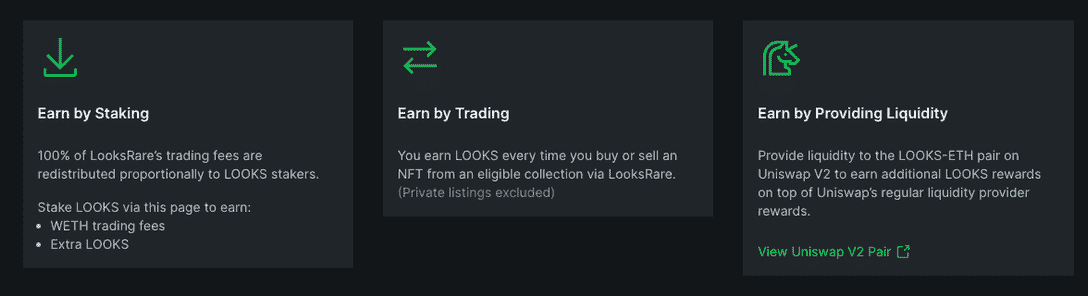 Earn by Staking
100% of LooksRare's trading fees are
redistributed proportionally to LOOKS stakers.
Stake LOOKS via this page to earn:
• WETH trading fees
• Extra LOOKS
Earn by Trading
You earn LOOKS every time you buy or sell an
NFT from an eligible collection via LooksRare.
(Private listings excluded)
Earn by Providing Liquidity
Provide liquidity to the LOOKS-ETH pair on
Uniswap V2 to earn additional LOOKS rewards
on top of Uniswap's regular liquidity provider
rewards.
View Uniswap V2 Pair